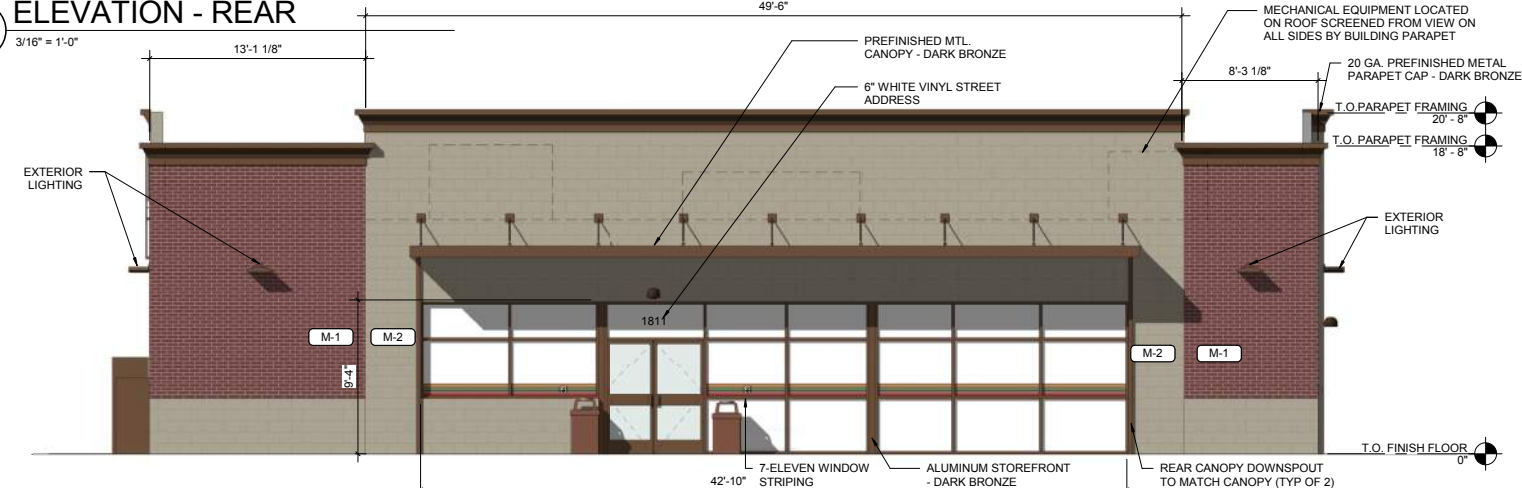 ELEVATION - REAR
3/16" = 1'-0"
49'-6"
13'-1 1/8"
8'-3 1/8"
PREFINISHED MTL.
CANOPY - DARK BRONZE
6" WHITE VINYL STREET
ADDRESS
MECHANICAL EQUIPMENT LOCATED
ON ROOF SCREENED FROM VIEW ON
ALL SIDES BY BUILDING PARAPET
20 GA. PREFINISHED METAL
PARAPET CAP - DARK BRONZE
T.O.PARAPET FRAMING
20' - 8"
T.O. PARAPET FRAMING
18' - 8"
EXTERIOR
LIGHTING
EXTERIOR
LIGHTING
1811
M-1
M-2
M-2
M-1
9'-4"
T.O. FINISH FLOOR
0"
42'-10"
7-ELEVEN WINDOW
STRIPING
ALUMINUM STOREFRONT
- DARK BRONZE
REAR CANOPY DOWNSPOUT
TO MATCH CANOPY (TYP OF 2)